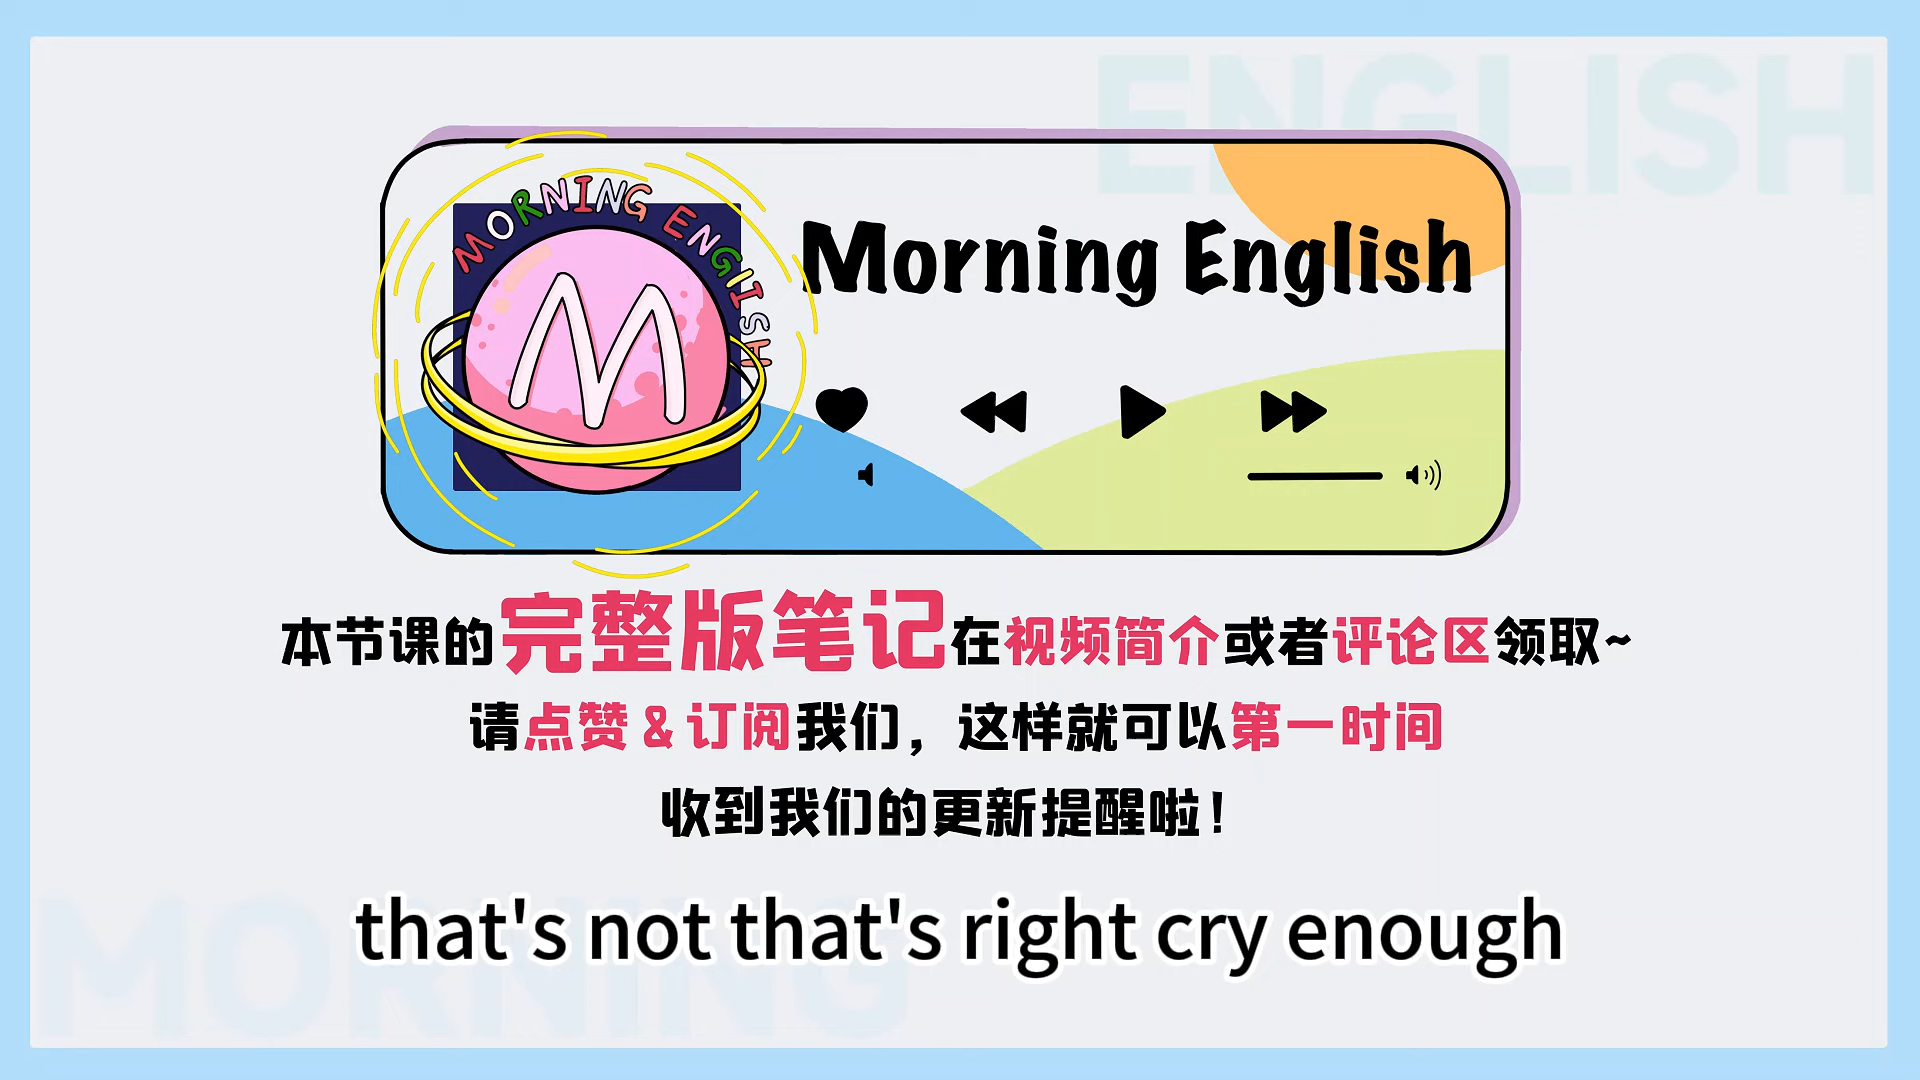 ENGLISH
MORNING ENGLISH
M
Morning English
本节课的完整版笔记在视频简介或者评论区领取~
请点赞&订阅我们，这样就可以第一时间
收到我们的更新提醒啦！
that's not that's right cry enough
MORNING